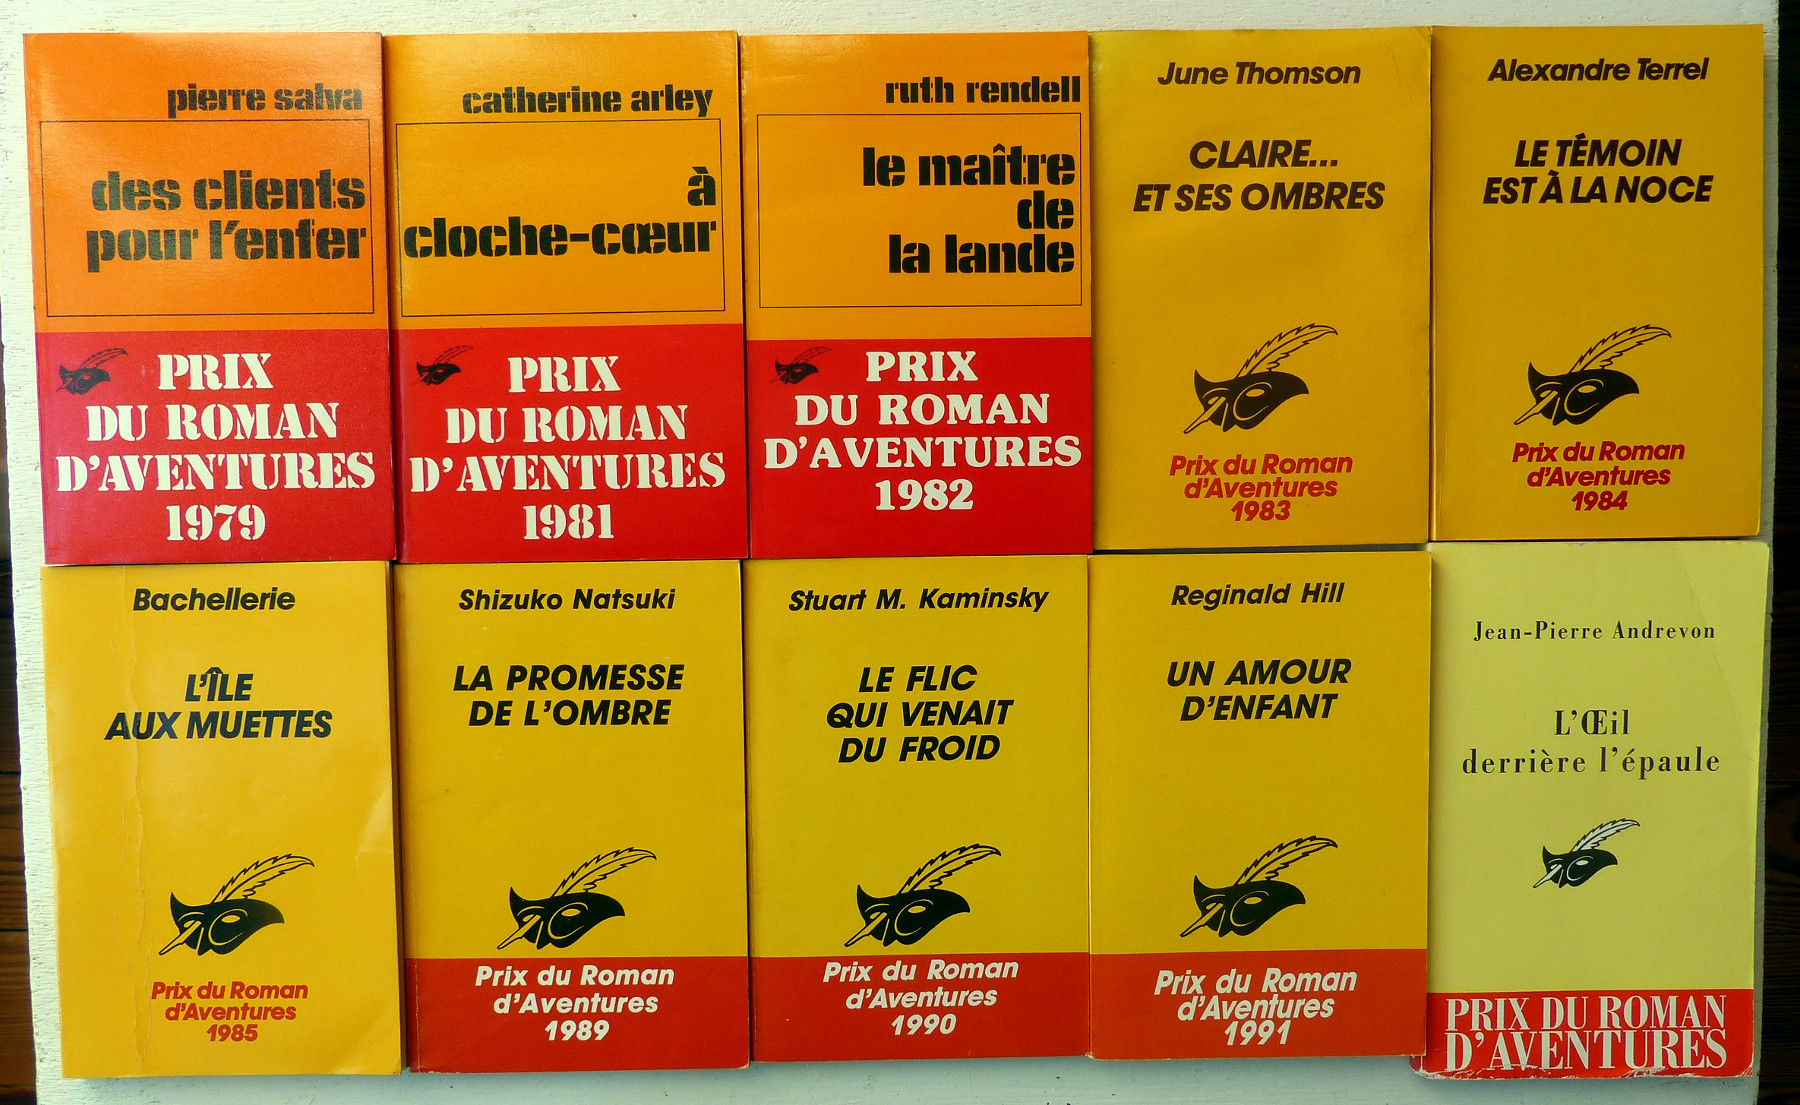 pierre salva
des clients
pour l'enfer
PRIX
DU ROMAN
D'AVENTURES
1979
catherine arley
à
cloche-cœur
PRIX
DU ROMAN
D'AVENTURES
1981
ruth rendell
le maître
de
la lande
PRIX
DU ROMAN
D'AVENTURES
1982
June Thomson
CLAIRE...
ET SES OMBRES
Prix du Roman
d'Aventures
1983
Alexandre Terrel
LE TÉMOIN
EST À LA NOCE
Prix du Roman
d'Aventures
1984
Bachellerie
L'ÎLE
AUX MUETTES
Prix du Roman
d'Aventures
1985
Shizuko Natsuki
LA PROMESSE
DE L'OMBRE
Prix du Roman
d'Aventures
1989
Stuart M. Kaminsky
LE FLIC
QUI VENAIT
DU FROID
Prix du Roman
d'Aventures
1990
Reginald Hill
UN AMOUR
D'ENFANT
Prix du Roman
d'Aventures
1991
Jean-Pierre Andrevon
L'Œil
derrière l'épaule
PRIX DU ROMAN
D'AVENTURES